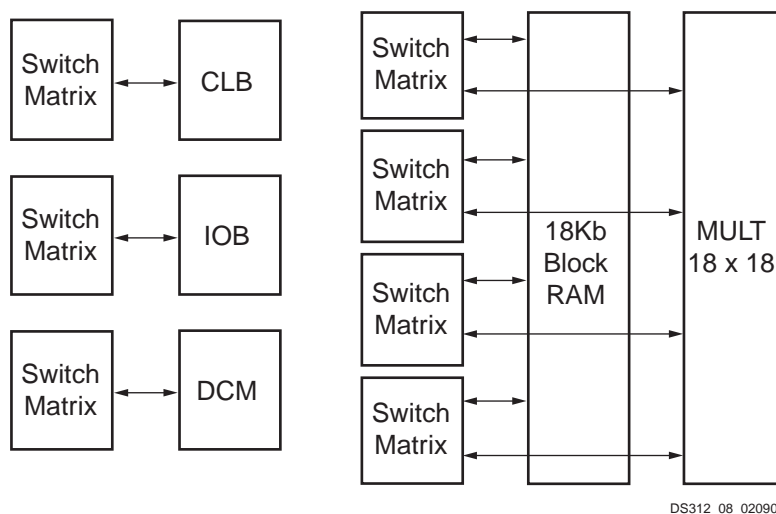 Switch
Matrix
CLB
Switch
Matrix
IOB
Switch
Matrix
DCM
Switch
Matrix
Switch
Matrix
Switch
Matrix
Switch
Matrix
18Kb
Block
RAM
MULT
18 x 18
DS312_08_02090